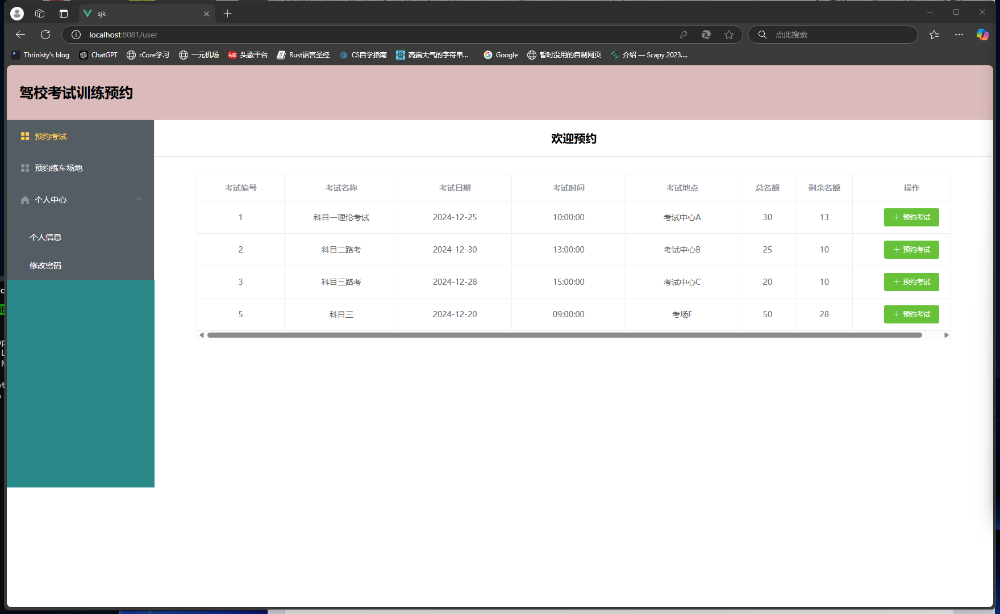 sjk
localhost:8081/user
点此搜索
Thrinisty's blog ChatGPT rCore学习 一元机场 头歌 头歌平台 Rust语言圣经 CS自学指南 高端大气的字符串... Google 暂时没用的自制网页 介绍 — Scapy 2023....
驾校考试训练预约
预约考试
预约练车场地
个人中心
个人信息
修改密码
欢迎预约
考试编号 考试名称 考试日期 考试时间 考试地点 总名额 剩余名额 操作
1 科目一理论考试 2024-12-25 10:00:00 考试中心A 30 13 + 预约考试
2 科目二路考 2024-12-30 13:00:00 考试中心B 25 10 + 预约考试
3 科目三路考 2024-12-28 15:00:00 考试中心C 20 10 + 预约考试
5 科目三 2024-12-20 09:00:00 考场F 50 28 + 预约考试